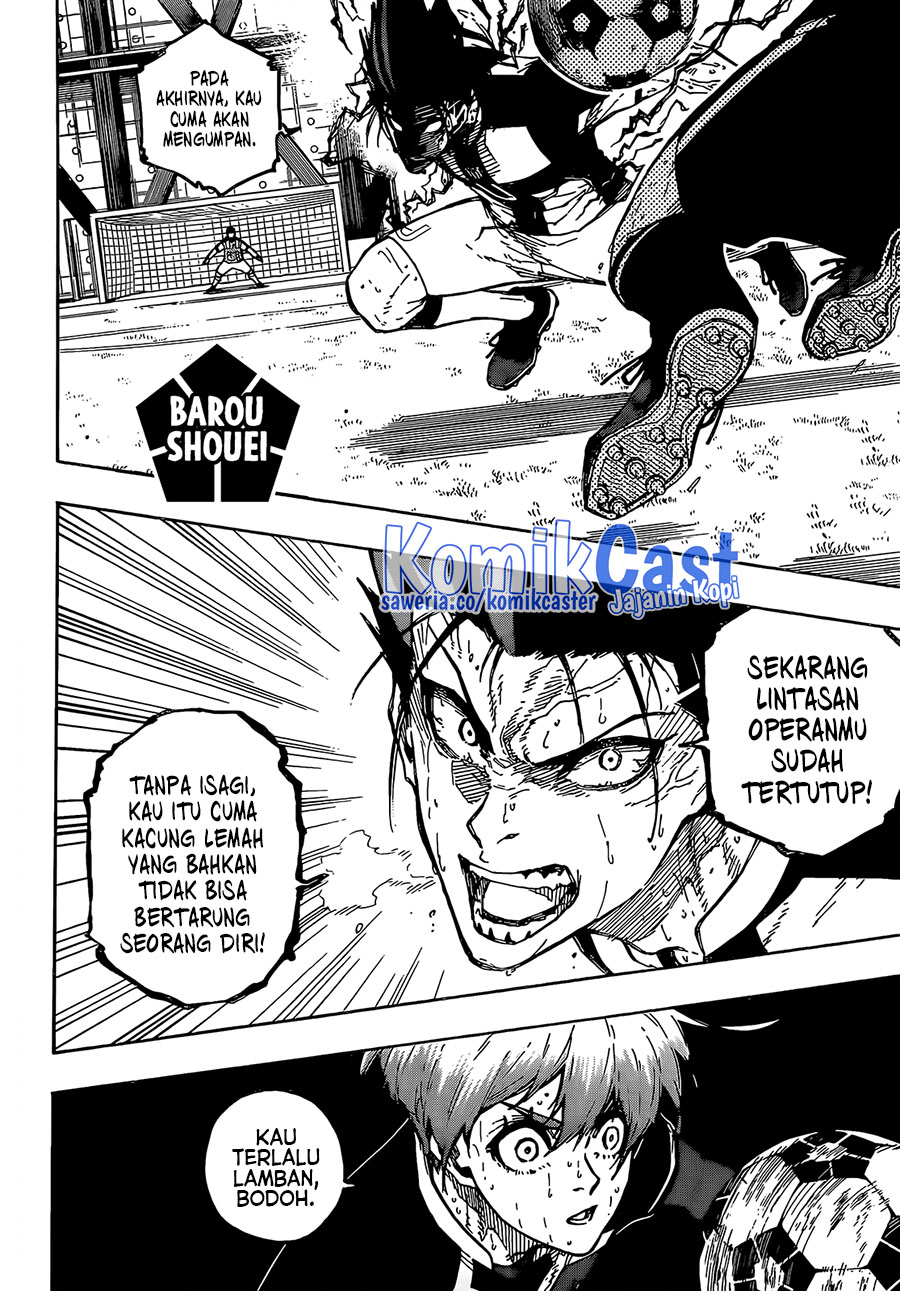 PADA
AKHIRNYA, KAU
CUMA AKAN
MENGUMPAN.
BAROU
SHOUEI
KomikCast
saweria.co/komikcaster Jajanin Kopi
SEKARANG
LINTASAN
OPERANMU
SUDAH
TERTUTUP!
TANPA ISAGI,
KAU ITU CUMA
KACUNG LEMAH
YANG BAHKAN
TIDAK BISA
BERTARUNG
SEORANG DIRI!
KAU
TERLALU
LAMBAN,
BODOH.